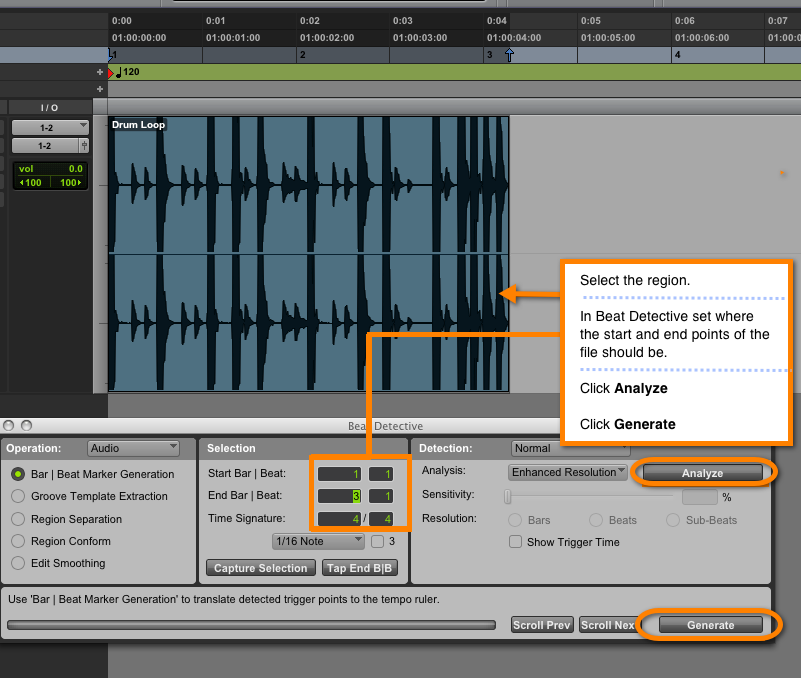 0:00 0:01 0:02 0:03 0:04 0:05 0:06 0:07
01:00:00:00 01:00:01:00 01:00:02:00 01:00:03:00 01:00:04:00 01:00:05:00 01:00:06:00 01:00:0
1 2 3 4
+ 120
+
I / O
1-2
1-2
vol 0.0
100 100
Drum Loop
Select the region.
In Beat Detective set where
the start and end points of the
file should be.
Click Analyze
Click Generate
Beat Detective
Operation: Audio
Bar | Beat Marker Generation
Groove Template Extraction
Region Separation
Region Conform
Edit Smoothing
Selection
Start Bar | Beat: 1 1
End Bar | Beat: 3 1
Time Signature: 4 / 4
1/16 Note 3
Capture Selection Tap End B|B
Detection: Normal
Analysis: Enhanced Resolution Analyze
Sensitivity: %
Resolution: Bars Beats Sub-Beats
Show Trigger Time
Use 'Bar | Beat Marker Generation' to translate detected trigger points to the tempo ruler.
Scroll Prev Scroll Nex Generate